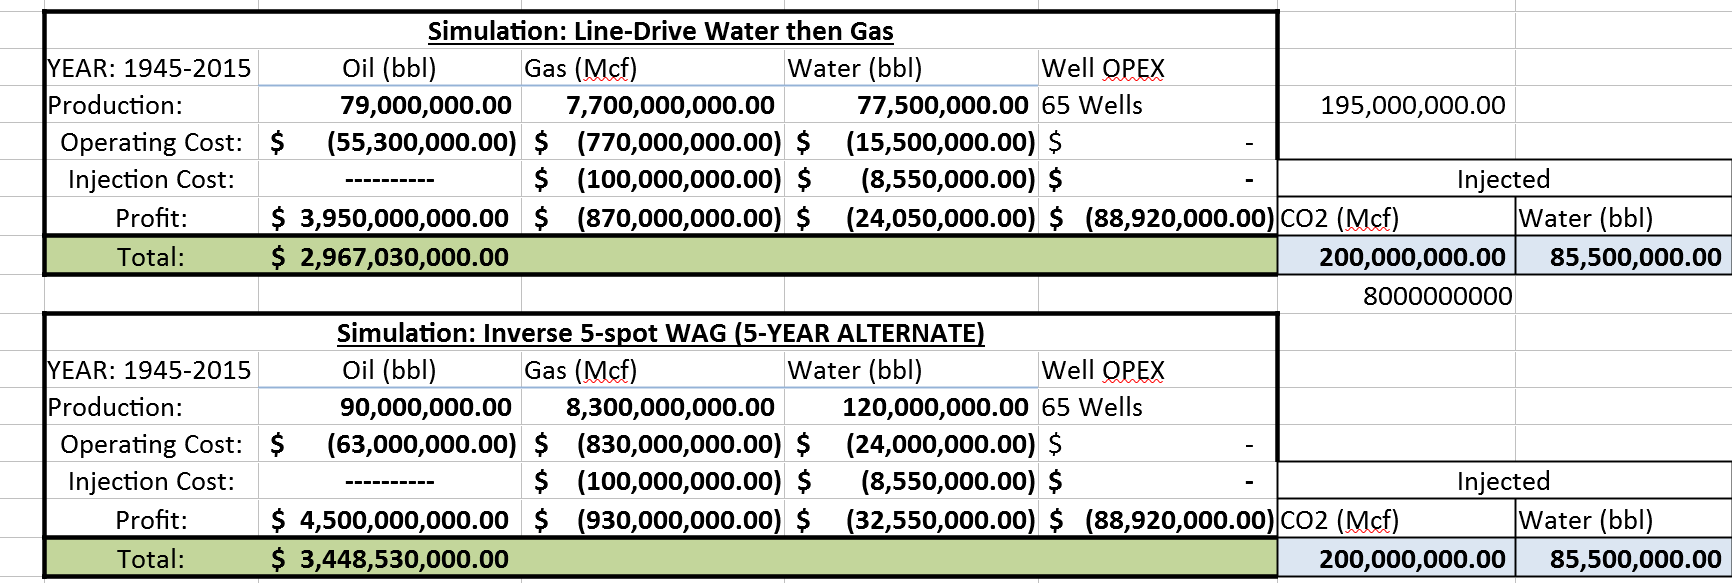 Simulation: Line-Drive Water then Gas
YEAR: 1945-2015 Oil (bbl) Gas (Mcf) Water (bbl) Well OPEX
Production: 79,000,000.00 7,700,000,000.00 77,500,000.00 65 Wells 195,000,000.00
Operating Cost: $ (55,300,000.00) $ (770,000,000.00) $ (15,500,000.00) $ -
Injection Cost: ---------- $ (100,000,000.00) $ (8,550,000.00) $ - Injected
Profit: $ 3,950,000,000.00 $ (870,000,000.00) $ (24,050,000.00) $ (88,920,000.00) CO2 (Mcf) Water (bbl)
Total: $ 2,967,030,000.00 200,000,000.00 85,500,000.00
8000000000
Simulation: Inverse 5-spot WAG (5-YEAR ALTERNATE)
YEAR: 1945-2015 Oil (bbl) Gas (Mcf) Water (bbl) Well OPEX
Production: 90,000,000.00 8,300,000,000.00 120,000,000.00 65 Wells
Operating Cost: $ (63,000,000.00) $ (830,000,000.00) $ (24,000,000.00) $ -
Injection Cost: ---------- $ (100,000,000.00) $ (8,550,000.00) $ - Injected
Profit: $ 4,500,000,000.00 $ (930,000,000.00) $ (32,550,000.00) $ (88,920,000.00) CO2 (Mcf) Water (bbl)
Total: $ 3,448,530,000.00 200,000,000.00 85,500,000.00